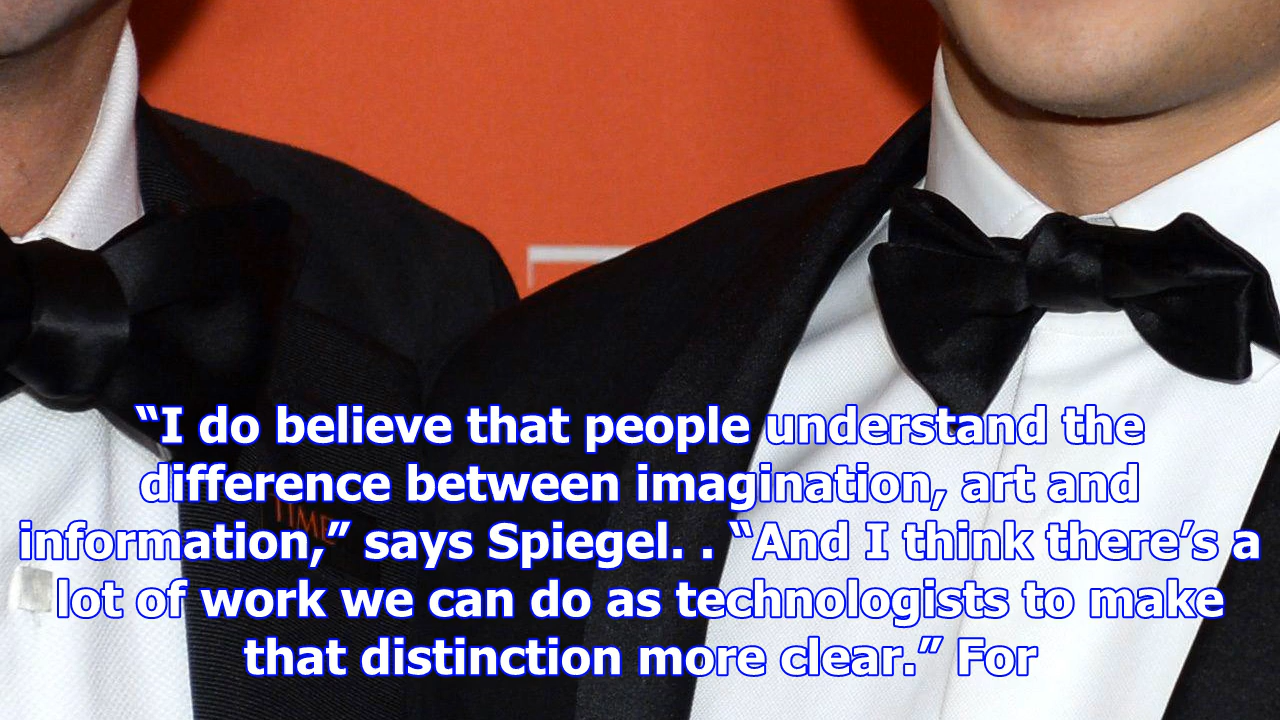 “I do believe that people understand the
difference between imagination, art and
information,” says Spiegel. . “And I think there’s a
lot of work we can do as technologists to make
that distinction more clear.” For
TIME